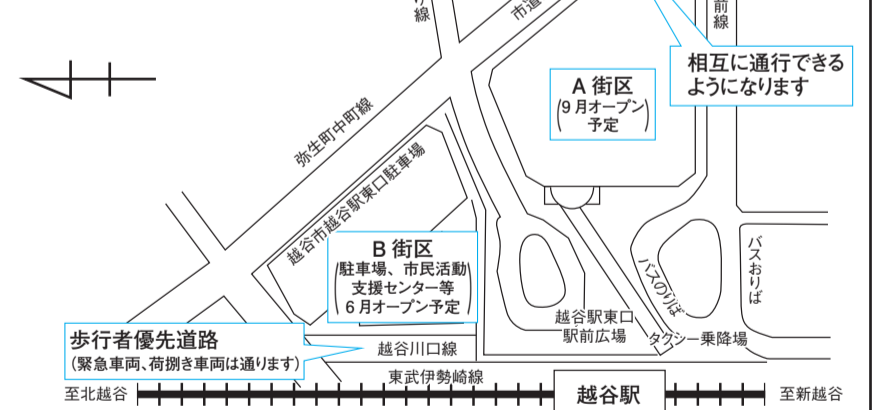 線
市道
前線
相互に通行できる
ようになります
A 街区
(9月オープン
予定)
弥生町中町線
越谷市越谷駅東口駐車場
B 街区
(駐車場、市民活動
支援センター等
6月オープン予定)
バスのりば
バスおりば
越谷駅東口
駅前広場
タクシー乗降場
歩行者優先道路
(緊急車両、荷捌き車両は通ります)
越谷川口線
東武伊勢崎線
至北越谷
越谷駅
至新越谷